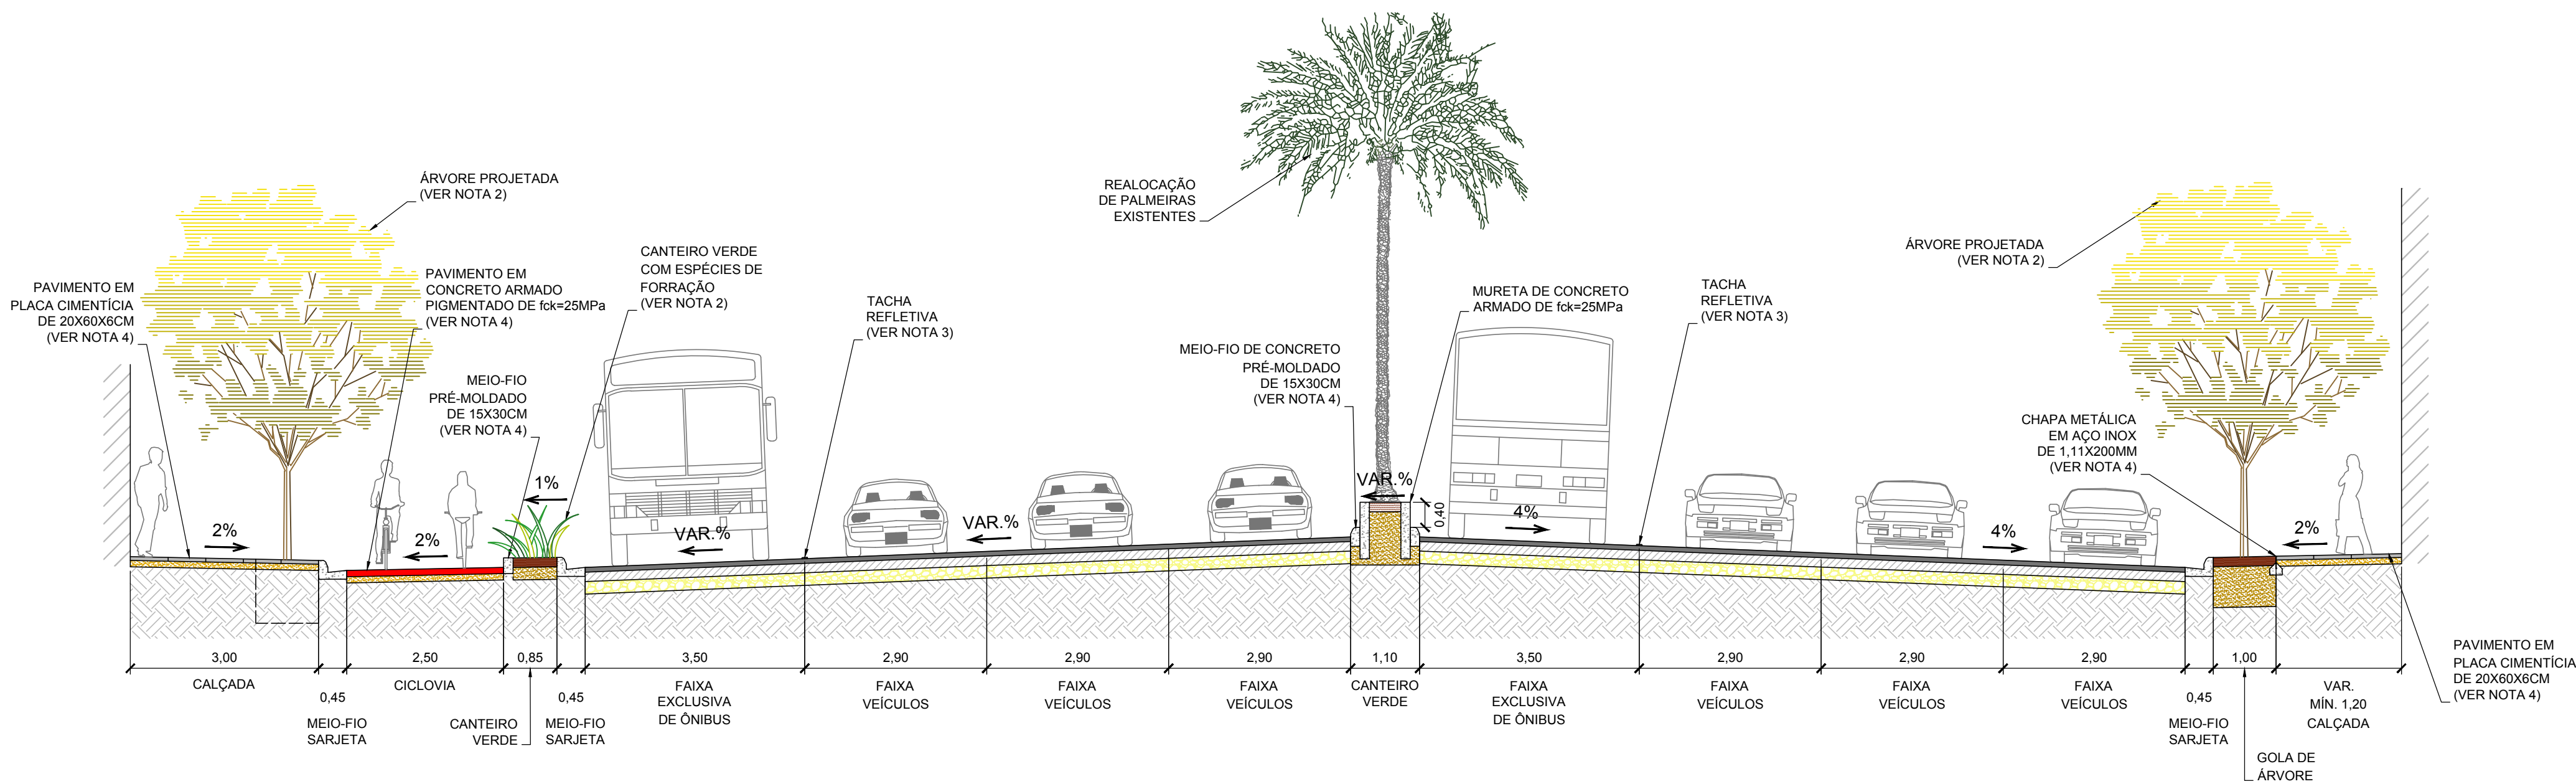 REALOCAÇÃO
DE PALMEIRAS
EXISTENTES
ÁRVORE PROJETADA
(VER NOTA 2)
ÁRVORE PROJETADA
(VER NOTA 2)
PAVIMENTO EM
PLACA CIMENTÍCIA
DE 20X60X6CM
(VER NOTA 4)
PAVIMENTO EM
CONCRETO ARMADO
PIGMENTADO DE fck=25MPa
(VER NOTA 4)
CANTEIRO VERDE
COM ESPÉCIES DE
FORRAÇÃO
(VER NOTA 2)
TACHA
REFLETIVA
(VER NOTA 3)
MURETA DE CONCRETO
ARMADO DE fck=25MPa
TACHA
REFLETIVA
(VER NOTA 3)
MEIO-FIO
PRÉ-MOLDADO
DE 15X30CM
(VER NOTA 4)
MEIO-FIO DE CONCRETO
PRÉ-MOLDADO
DE 15X30CM
(VER NOTA 4)
CHAPA METÁLICA
EM AÇO INOX
DE 1,11X200MM
(VER NOTA 4)
2%
2%
1%
VAR.%
VAR.%
VAR.%
0,40
4%
4%
2%
3,00
2,50
0,85
3,50
2,90
2,90
2,90
1,10
3,50
2,90
2,90
2,90
1,00
CALÇADA
0,45
MEIO-FIO
SARJETA
CICLOVIA
CANTEIRO
VERDE
0,45
MEIO-FIO
SARJETA
FAIXA
EXCLUSIVA
DE ÔNIBUS
FAIXA
VEÍCULOS
FAIXA
VEÍCULOS
FAIXA
VEÍCULOS
CANTEIRO
VERDE
FAIXA
EXCLUSIVA
DE ÔNIBUS
FAIXA
VEÍCULOS
FAIXA
VEÍCULOS
FAIXA
VEÍCULOS
0,45
MEIO-FIO
SARJETA
GOLA DE
ÁRVORE
VAR.
MÍN. 1,20
CALÇADA
PAVIMENTO EM
PLACA CIMENTÍCIA
DE 20X60X6CM
(VER NOTA 4)